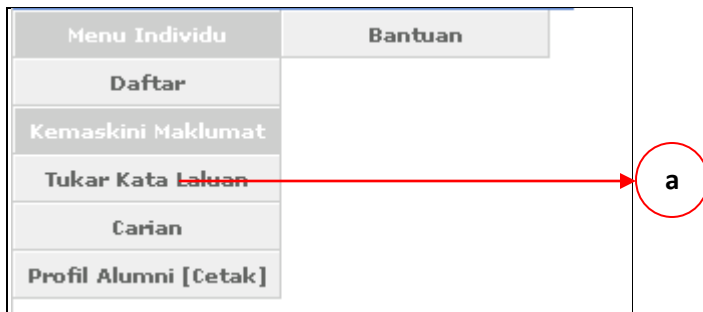 Menu Individu Bantuan
Daftar
Kemaskini Maklumat
Tukar Kata Laluan
a
Carian
Profil Alumni [Cetak]